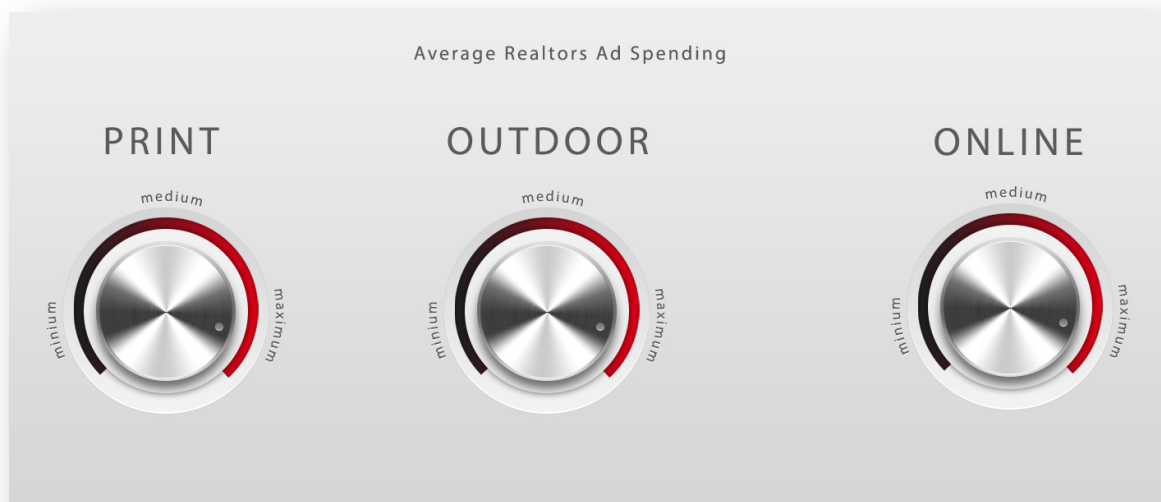 Average Realtors Ad Spending
PRINT
OUTDOOR
ONLINE
medium
medium
medium
minium
maximum
minium
maximum
minium
maximum